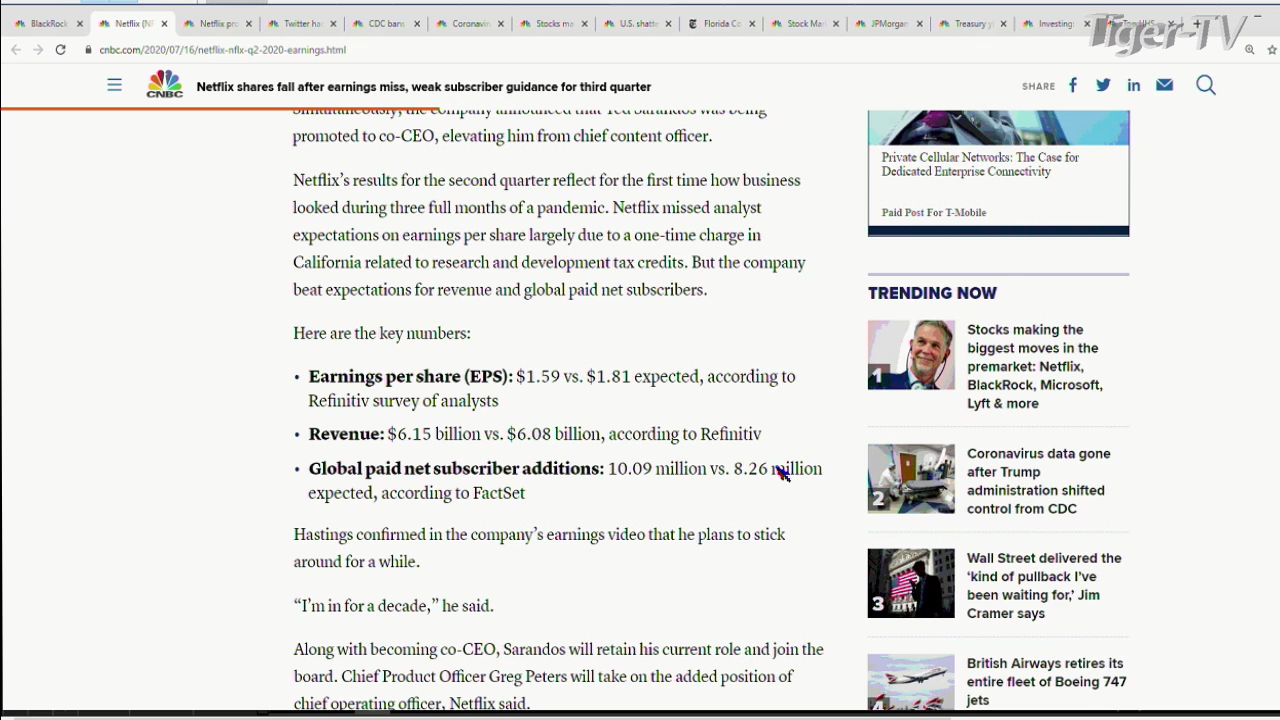 BlackRock
Netflix (NF
Netflix pro
Twitter ha
CDC bans
Coronavir
Stocks ma
U.S. shatte
Florida Co
Stock Mar
JPMorgan
Treasury y
Investing
Tiger-TV
cnbc.com/2020/07/16/netflix-nflx-q2-2020-earnings.html
CNBC
Netflix shares fall after earnings miss, weak subscriber guidance for third quarter
SHARE
Simultaneously, the company announced that Ted Sarandos was being
promoted to co-CEO, elevating him from chief content officer.
Netflix’s results for the second quarter reflect for the first time how business
looked during three full months of a pandemic. Netflix missed analyst
expectations on earnings per share largely due to a one-time charge in
California related to research and development tax credits. But the company
beat expectations for revenue and global paid net subscribers.
Here are the key numbers:
• Earnings per share (EPS): $1.59 vs. $1.81 expected, according to
Refinitiv survey of analysts
• Revenue: $6.15 billion vs. $6.08 billion, according to Refinitiv
• Global paid net subscriber additions: 10.09 million vs. 8.26 million
expected, according to FactSet
Hastings confirmed in the company’s earnings video that he plans to stick
around for a while.
“I’m in for a decade,” he said.
Along with becoming co-CEO, Sarandos will retain his current role and join the
board. Chief Product Officer Greg Peters will take on the added position of
chief operating officer, Netflix said.
Private Cellular Networks: The Case for
Dedicated Enterprise Connectivity
Paid Post For T-Mobile
TRENDING NOW
1
Stocks making the
biggest moves in the
premarket: Netflix,
BlackRock, Microsoft,
Lyft & more
2
Coronavirus data gone
after Trump
administration shifted
control from CDC
3
Wall Street delivered the
‘kind of pullback I’ve
been waiting for,’ Jim
Cramer says
4
British Airways retires its
entire fleet of Boeing 747
jets